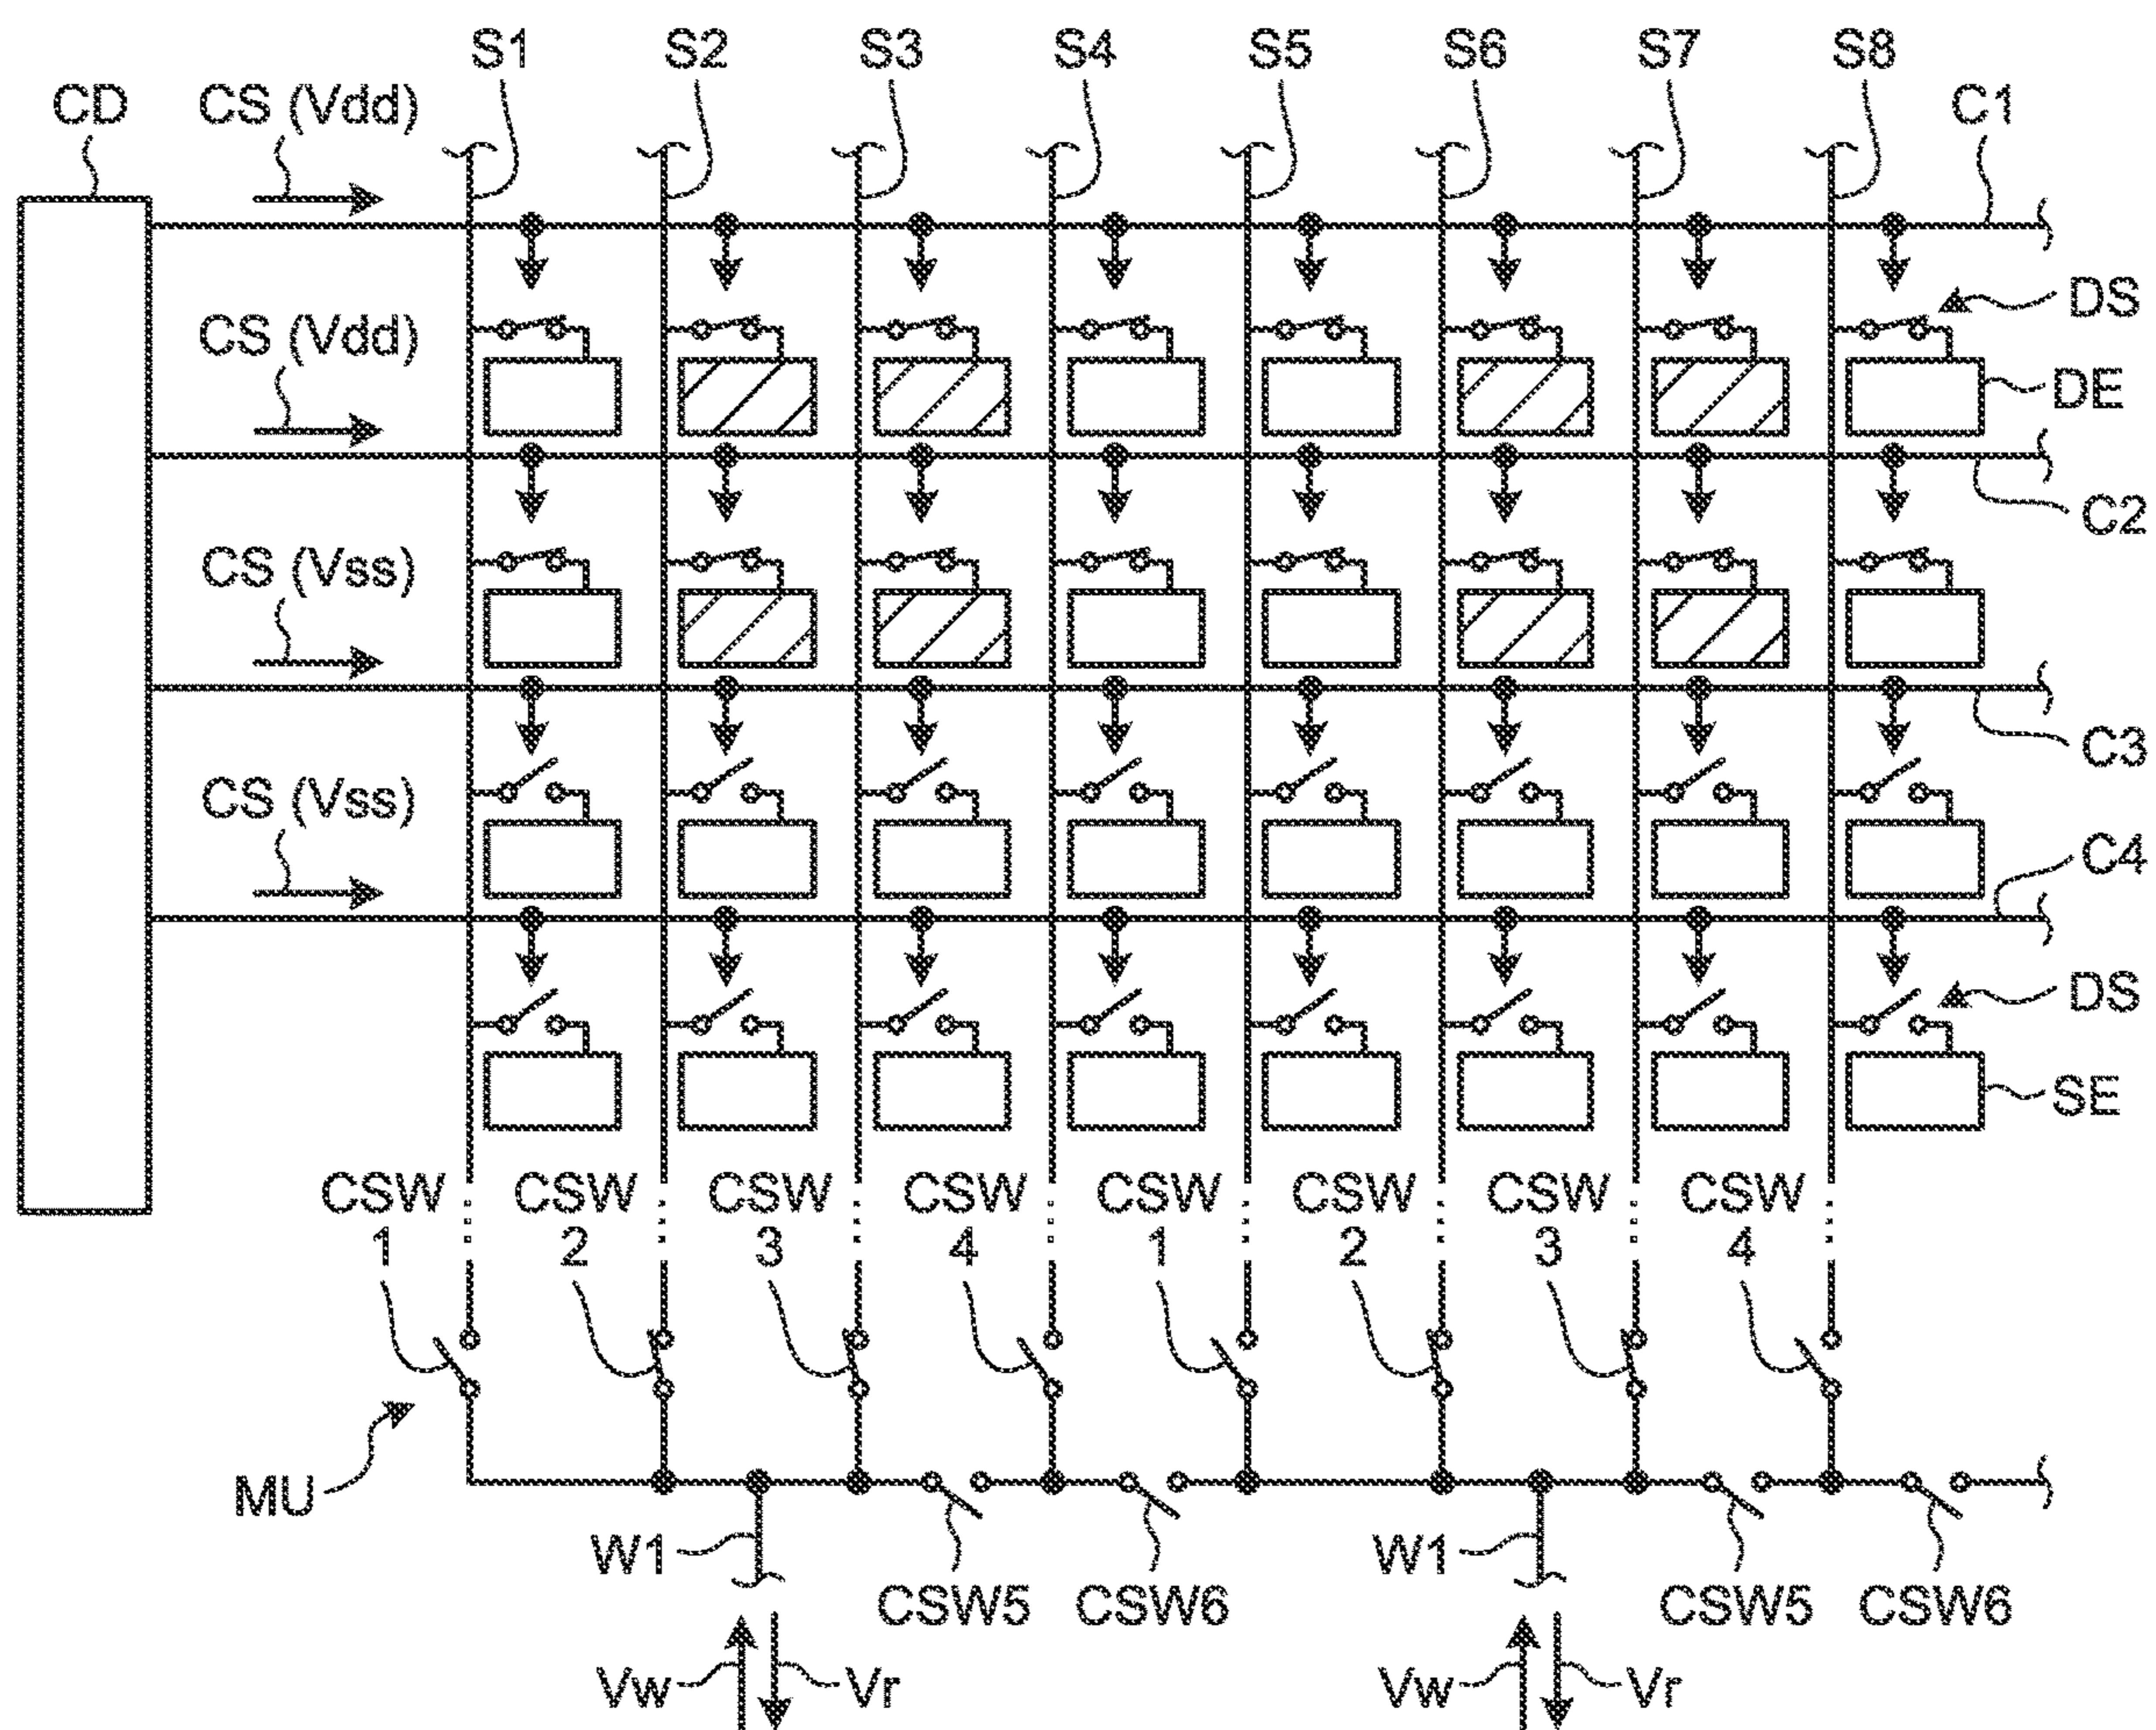 S1 S2 S3 S4 S5 S6 S7 S8
CD CS (Vdd) C1
CS (Vdd) DS
DE
C2
CS (Vss)
C3
CS (Vss)
C4
DS
SE
CSW CSW CSW CSW CSW CSW CSW CSW
1 2 3 4 1 2 3 4
MU
W1 W1
CSW5 CSW6 CSW5 CSW6
Vw Vr Vw Vr